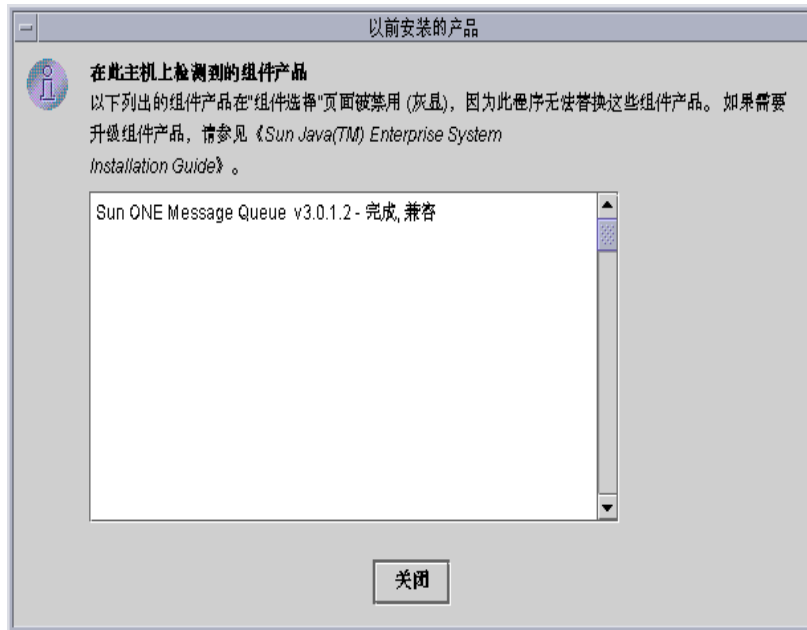 以前安装的产品
在此主机上检测到的组件产品
以下列出的组件产品在"组件选择"页面被禁用 (灰显)，因为此程序无法替换这些组件产品。 如果需要
升级组件产品，请参见《Sun Java(TM) Enterprise System
Installation Guide》。
Sun ONE Message Queue v3.0.1.2 - 完成, 兼容
关闭